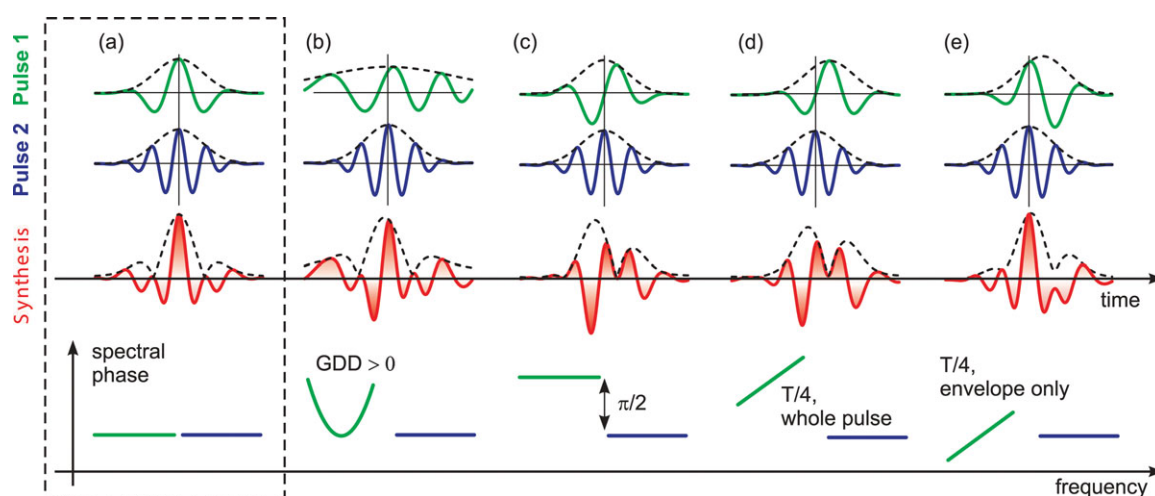 (a)
(b)
(c)
(d)
(e)
Pulse 1
Pulse 2
Synthesis
time
spectral
phase
GDD > 0
π/2
T/4,
whole pulse
T/4,
envelope only
frequency